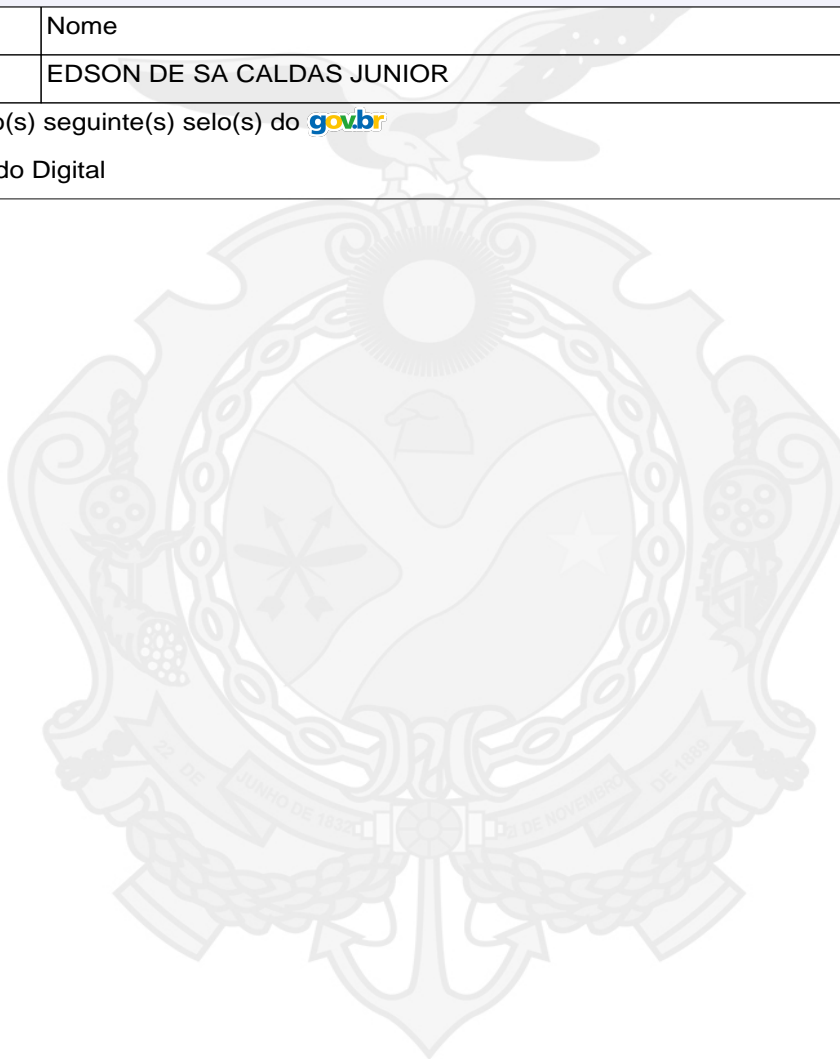 Nome
EDSON DE SA CALDAS JUNIOR
o(s) seguinte(s) selo(s) do gov.br
do Digital
22 DE JUNHO DE 1832
DE NOVEMBRO DE 1889